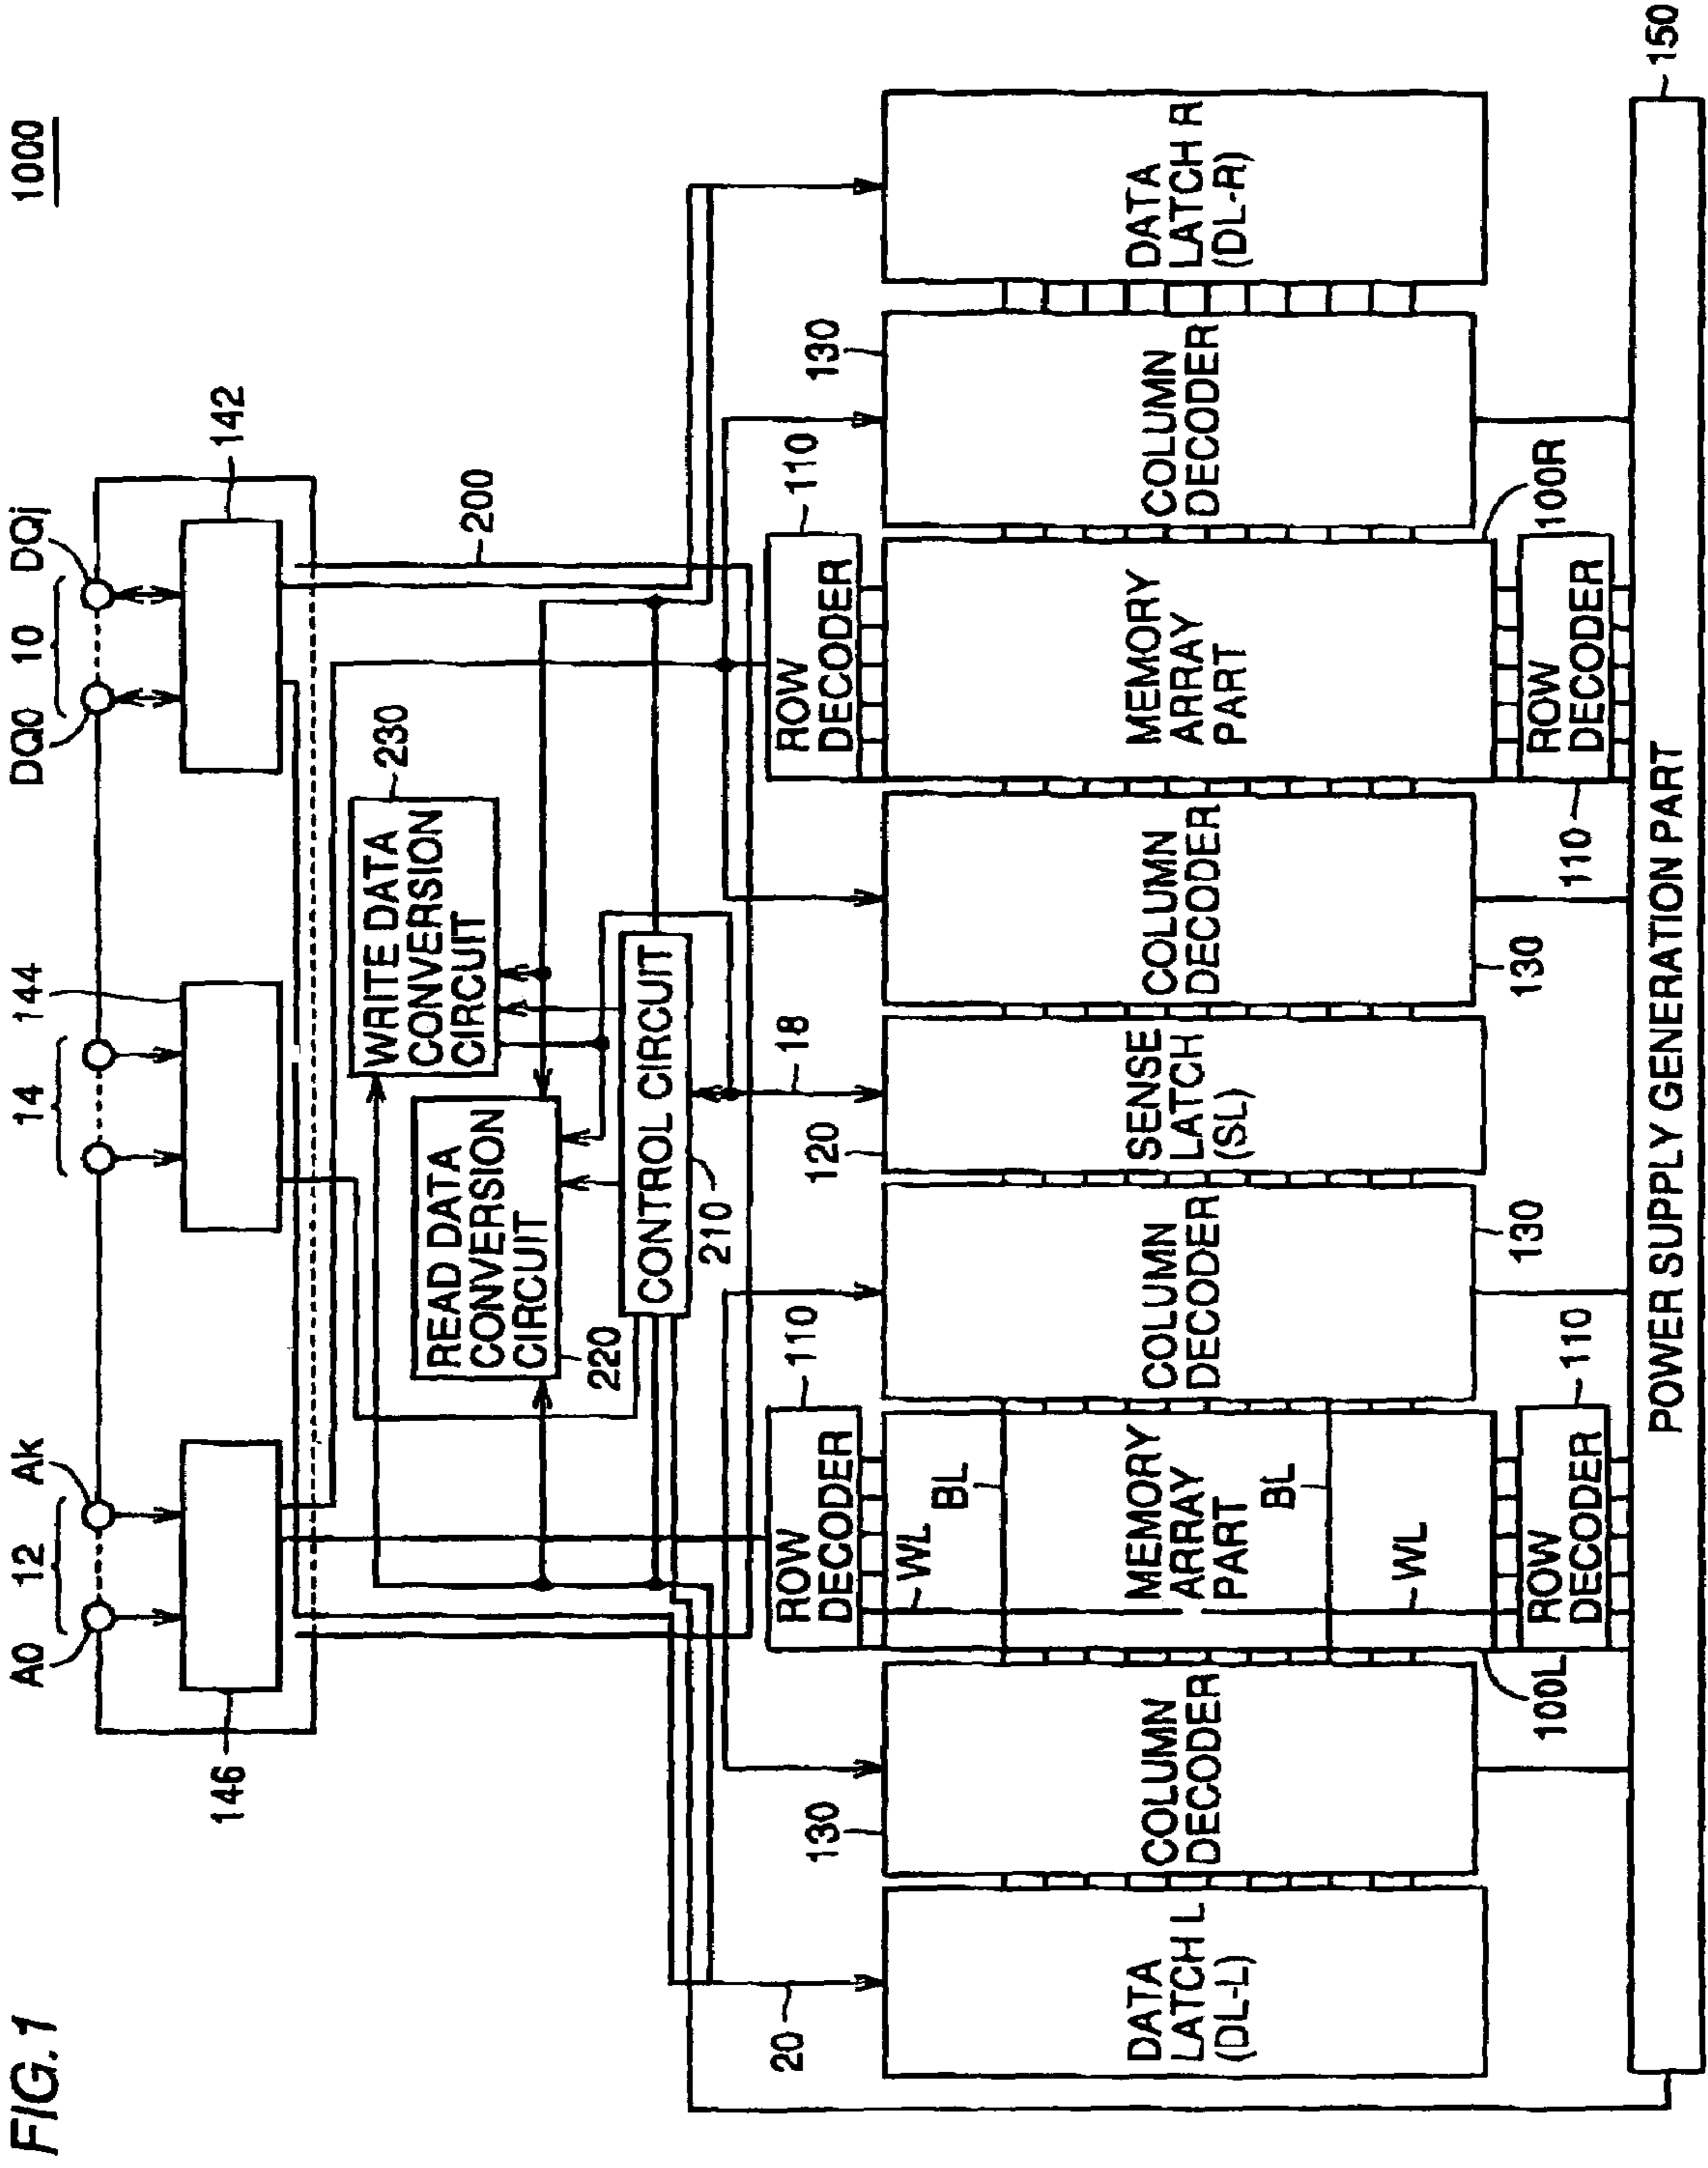 FIG.1
1000
A0
12
Ak
14
144
DQ0
10
DQj
146
142
200
WRITE DATA
CONVERSION
CIRCUIT
230
READ DATA
CONVERSION
CIRCUIT
220
CONTROL CIRCUIT
210
18
20
110
110
ROW
DECODER
ROW
DECODER
130
120
130
DATA
LATCH L
(DL-L)
COLUMN
DECODER
WL
BL
MEMORY
ARRAY
PART
BL
WL
COLUMN
DECODER
SENSE
LATCH
(SL)
COLUMN
DECODER
MEMORY
ARRAY
PART
COLUMN
DECODER
DATA
LATCH R
(DL-R)
100L
130
130
100R
ROW
DECODER
110
110
ROW
DECODER
POWER SUPPLY GENERATION PART
150